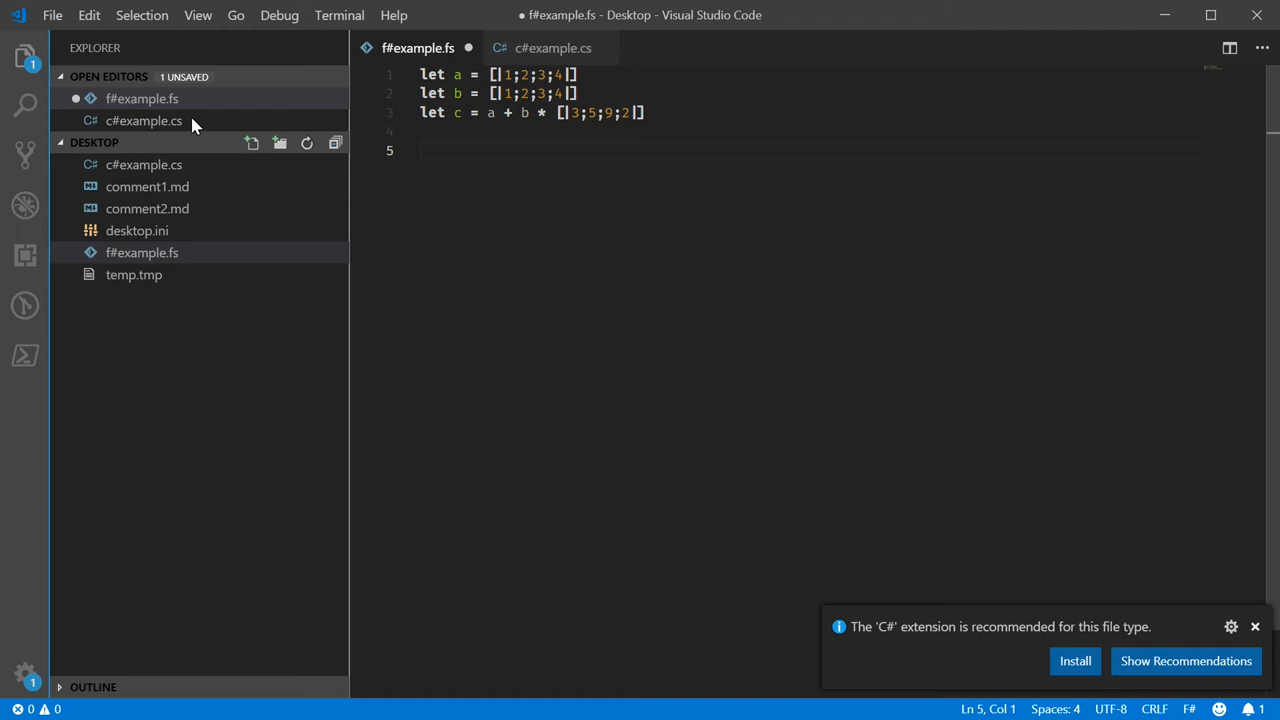 File Edit Selection View Go Debug Terminal Help ● f#example.fs - Desktop - Visual Studio Code
EXPLORER
OPEN EDITORS 1 UNSAVED
f#example.fs
C# c#example.cs
DESKTOP
C# c#example.cs
comment1.md
comment2.md
desktop.ini
f#example.fs
temp.tmp
OUTLINE
1
1
f#example.fs ●
C# c#example.cs
1 let a = [|1;2;3;4|]
2 let b = [|1;2;3;4|]
3 let c = a + b * [|3;5;9;2|]
4
5
The 'C#' extension is recommended for this file type.
Install Show Recommendations
0 0 Ln 5, Col 1 Spaces: 4 UTF-8 CRLF F# 1